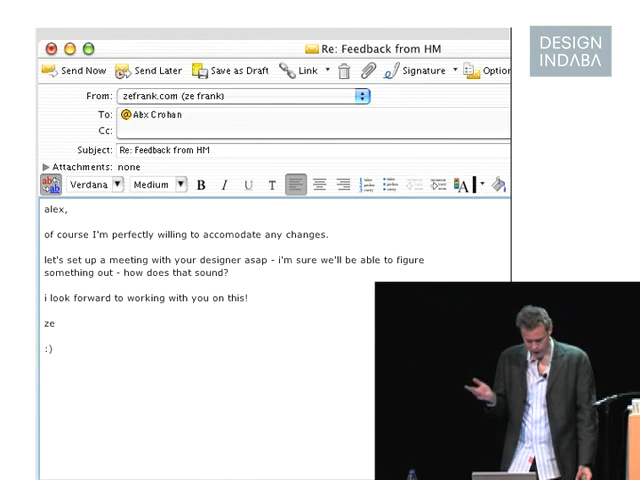 DESIGN
INDABA
Re: Feedback from HM
Send Now
Send Later
Save as Draft
Link
Signature
Option
From:
zefrank.com (ze frank)
To:
Alex Crohan
Cc:
Subject:
Re: Feedback from HM
Attachments: none
Verdana
Medium
B
I
U
T
A
alex,
of course I'm perfectly willing to accomodate any changes.
let's set up a meeting with your designer asap - i'm sure we'll be able to figure
something out - how does that sound?
i look forward to working with you on this!
ze
:)